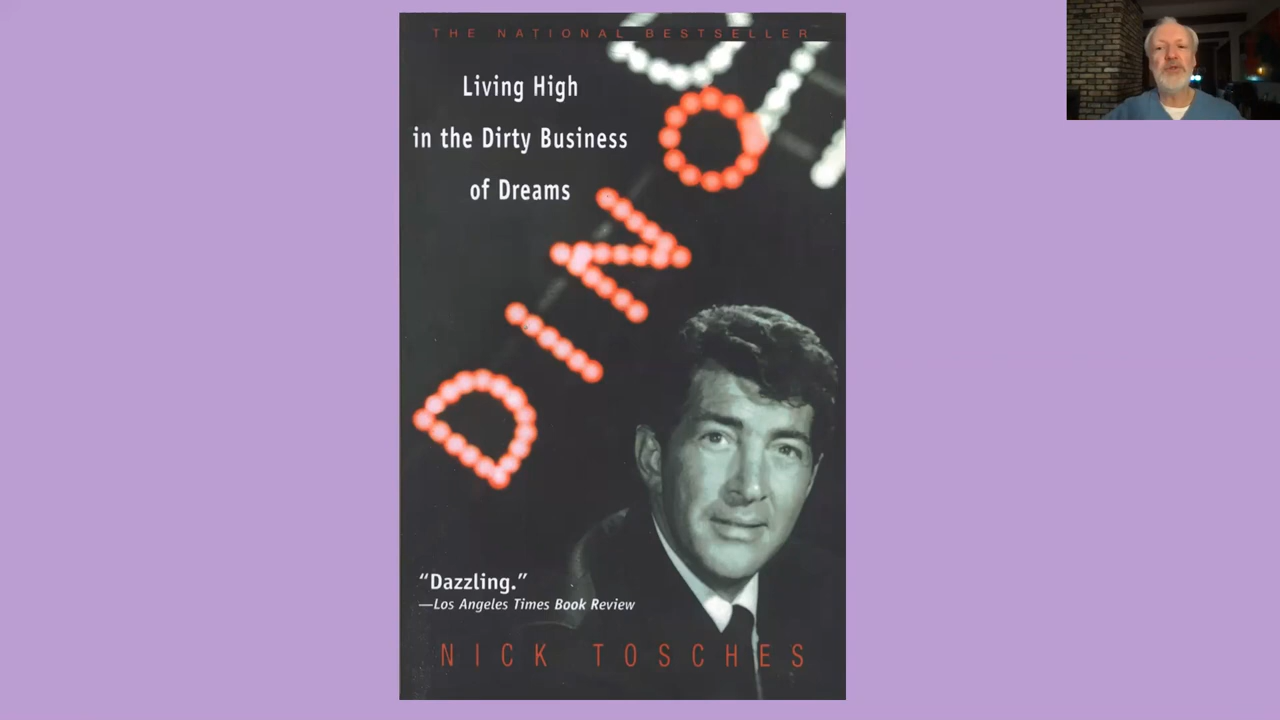 THE NATIONAL BESTSELLER
Living High
in the Dirty Business
of Dreams
DINO
“Dazzling.”
—Los Angeles Times Book Review
NICK TOSCHES